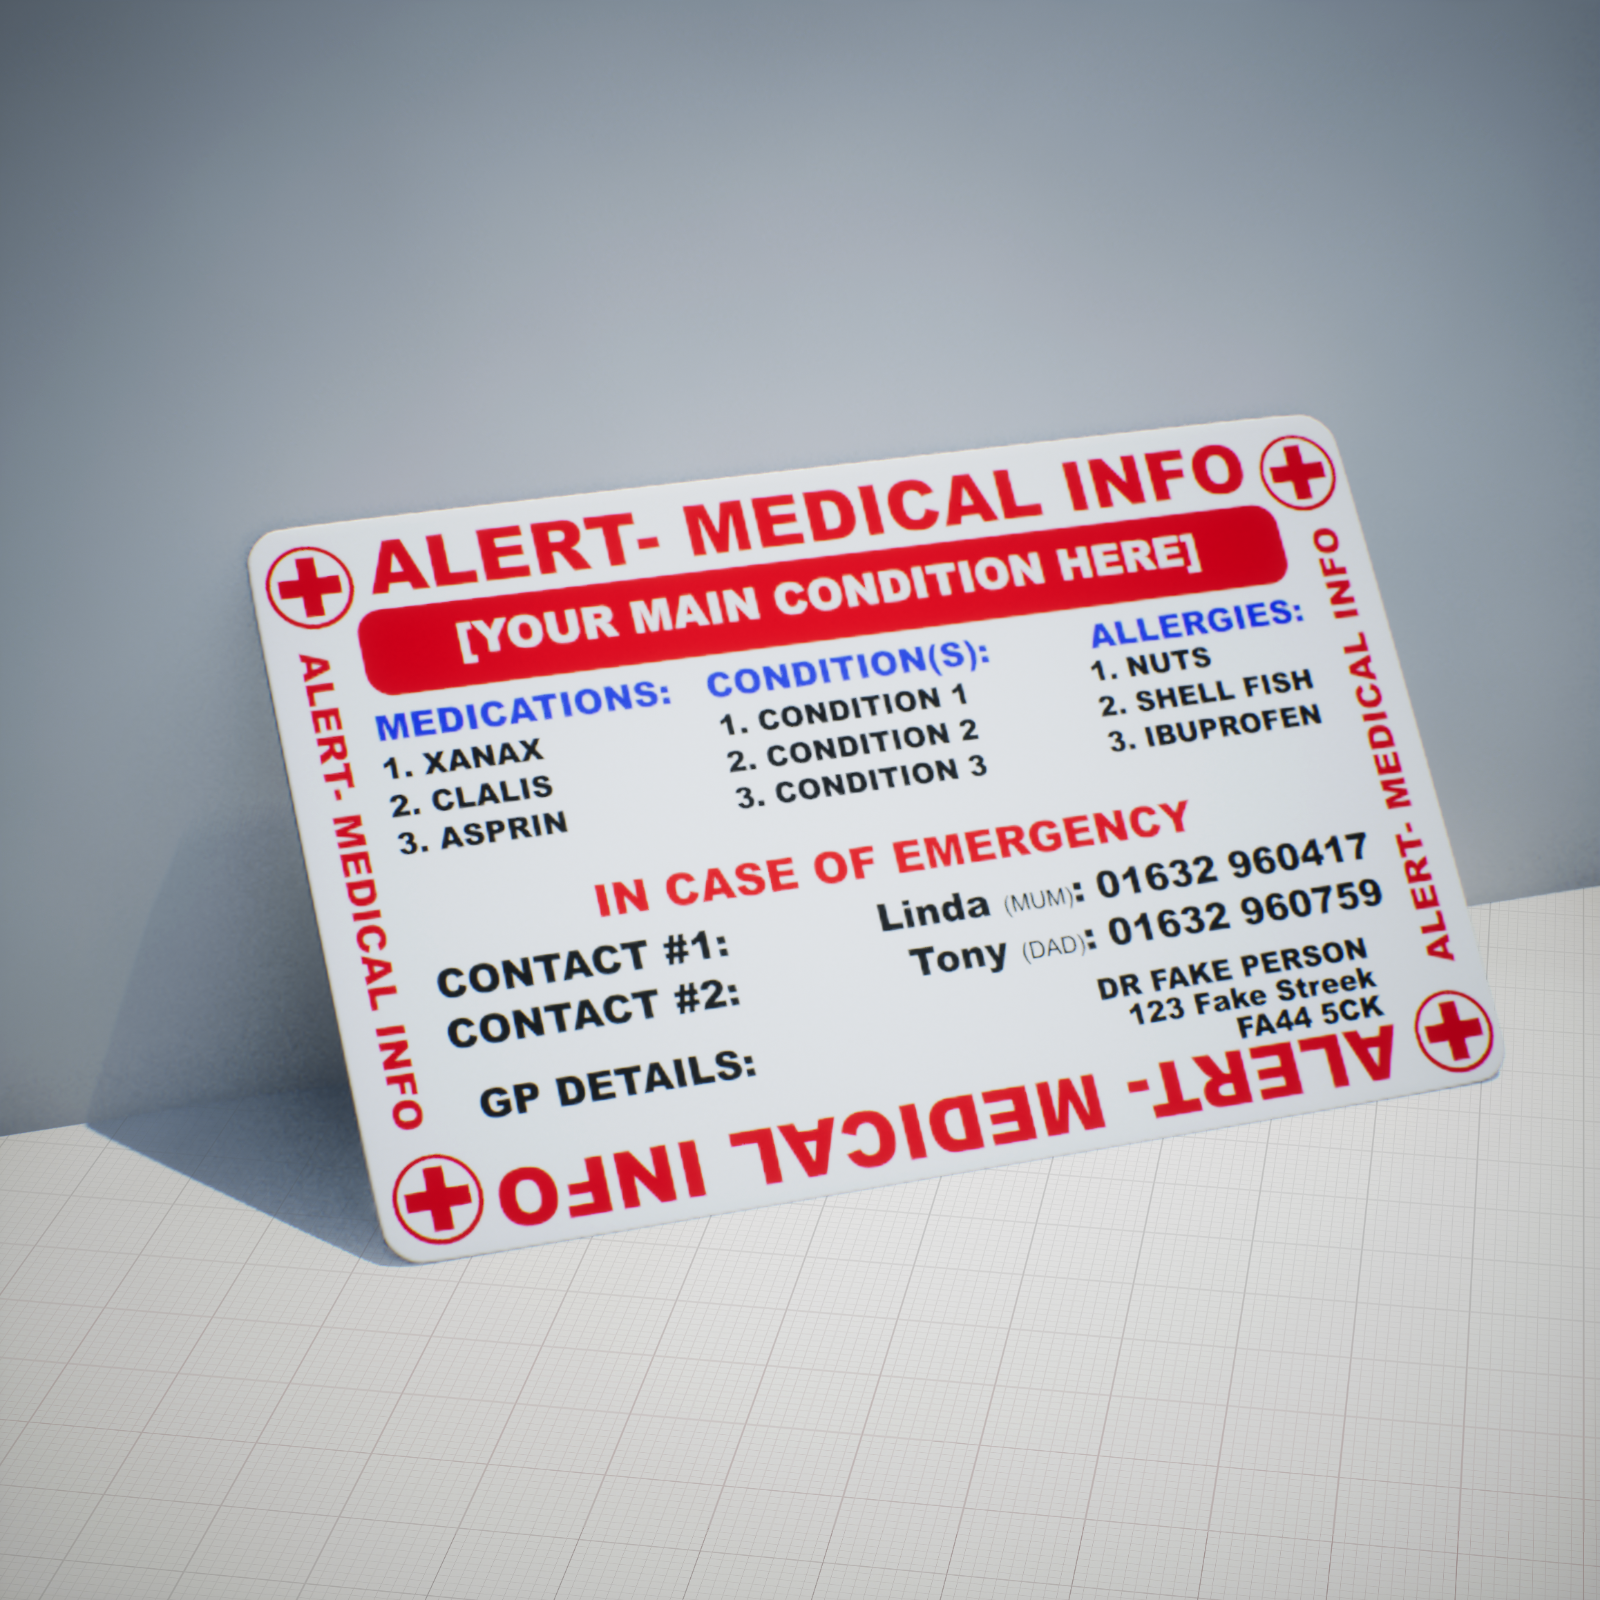 ALERT- MEDICAL INFO
[YOUR MAIN CONDITION HERE]
MEDICATIONS:
1. XANAX
2. CLALIS
3. ASPRIN
CONDITION(S):
1. CONDITION 1
2. CONDITION 2
3. CONDITION 3
ALLERGIES:
1. NUTS
2. SHELL FISH
3. IBUPROFEN
IN CASE OF EMERGENCY
CONTACT #1: Linda (MUM): 01632 960417
CONTACT #2: Tony (DAD): 01632 960759
GP DETAILS:
DR FAKE PERSON
123 Fake Streek
FA44 5CK
ALERT- MEDICAL INFO
ALERT- MEDICAL INFO
ALERT- MEDICAL INFO